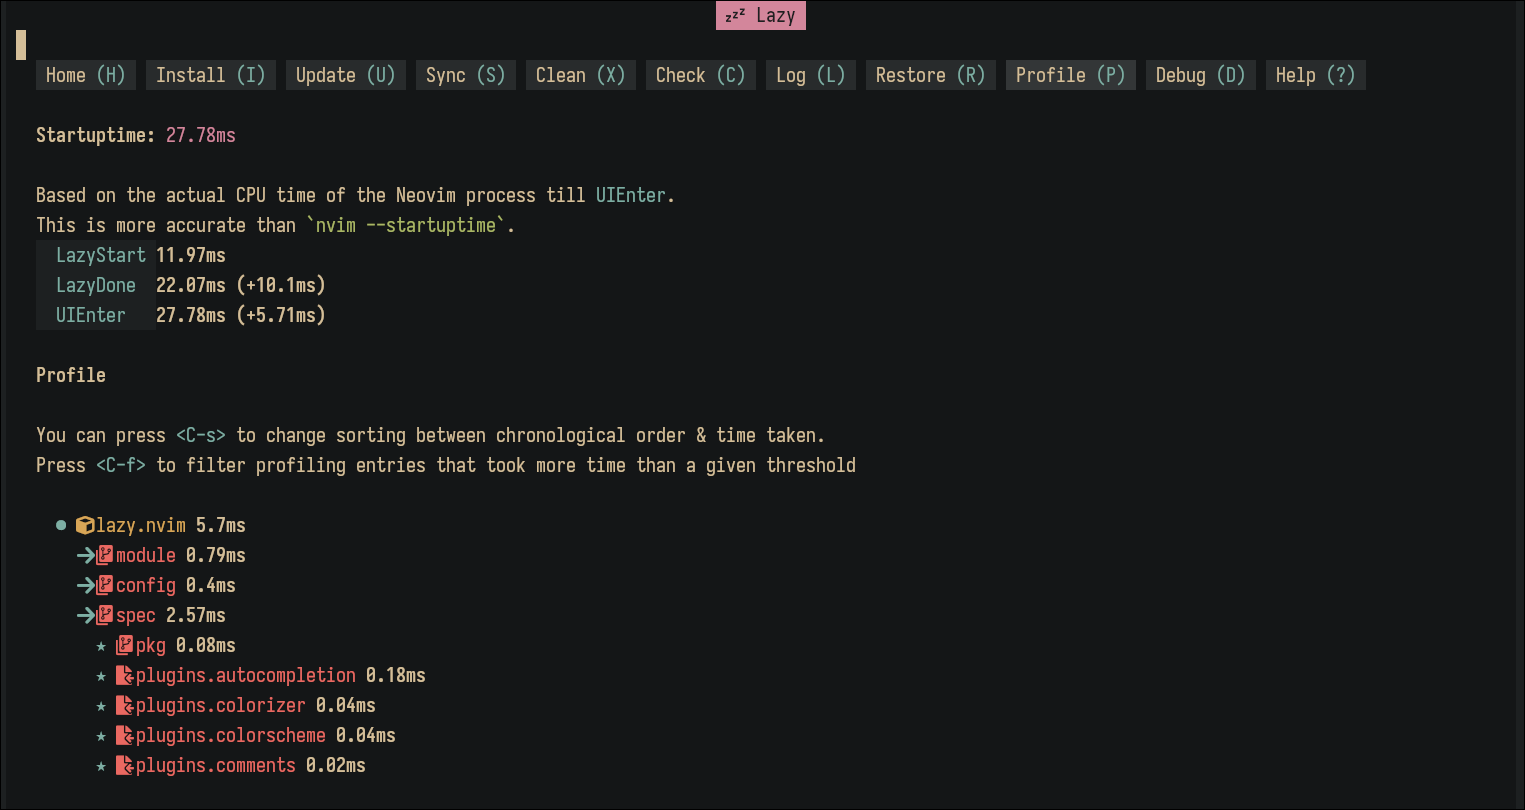 zzz Lazy
Home (H) Install (I) Update (U) Sync (S) Clean (X) Check (C) Log (L) Restore (R) Profile (P) Debug (D) Help (?)
Startuptime: 27.78ms
Based on the actual CPU time of the Neovim process till UIEnter.
This is more accurate than `nvim --startuptime`.
LazyStart 11.97ms
LazyDone 22.07ms (+10.1ms)
UIEnter 27.78ms (+5.71ms)
Profile
You can press <C-s> to change sorting between chronological order & time taken.
Press <C-f> to filter profiling entries that took more time than a given threshold
● lazy.nvim 5.7ms
➜ module 0.79ms
➜ config 0.4ms
➜ spec 2.57ms
★ pkg 0.08ms
★ plugins.autocompletion 0.18ms
★ plugins.colorizer 0.04ms
★ plugins.colorscheme 0.04ms
★ plugins.comments 0.02ms